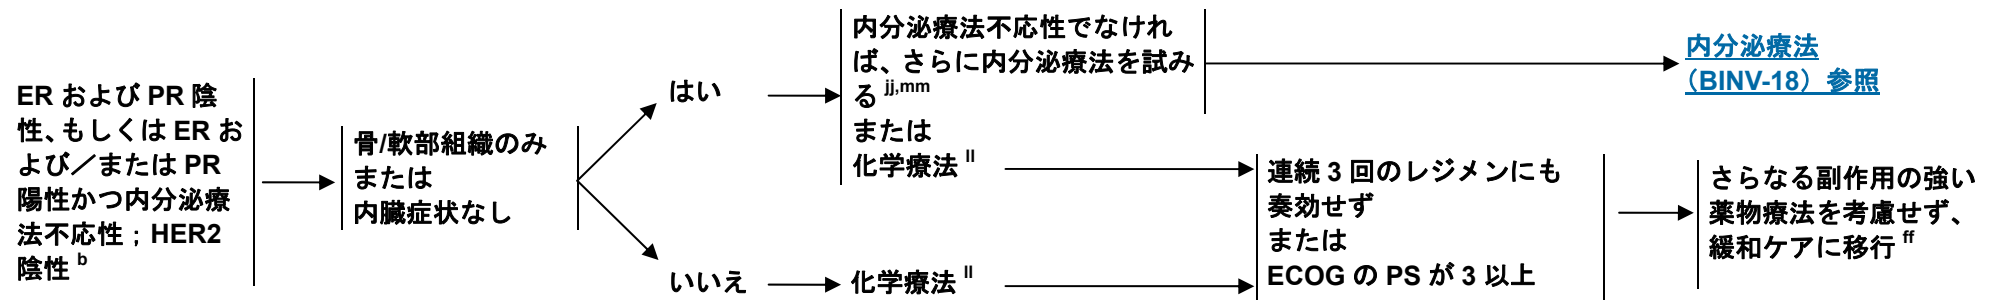 ER および PR 陰
性、もしくは ER お
よび／または PR
陽性かつ内分泌療
法不応性；HER2
陰性 b
骨/軟部組織のみ
または
内臓症状なし
はい
内分泌療法不応性でなけれ
ば、さらに内分泌療法を試み
る jj,mm
または
化学療法 ll
内分泌療法
（BINV-18）参照
いいえ
化学療法 ll
連続 3 回のレジメンにも
奏効せず
または
ECOG の PS が 3 以上
さらなる副作用の強い
薬物療法を考慮せず、
緩和ケアに移行 ff